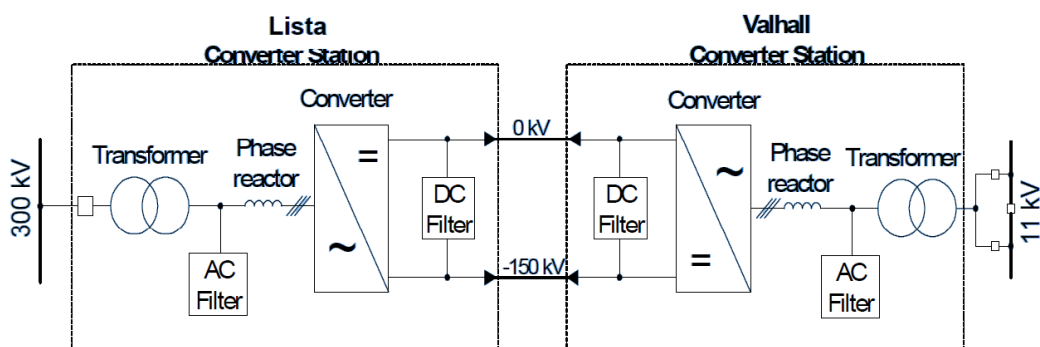 Lista
Converter Station
Valhall
Converter Station
300 kV
Transformer
Phase
reactor
Converter
=
~
AC
Filter
DC
Filter
0 kV
-150 kV
DC
Filter
Converter
~
=
Phase
reactor
Transformer
AC
Filter
11 kV